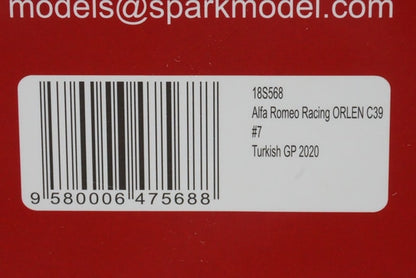 models@sparkmodel.com
18S568
Alfa Romeo Racing ORLEN C39
#7
Turkish GP 2020
9 580006 475688